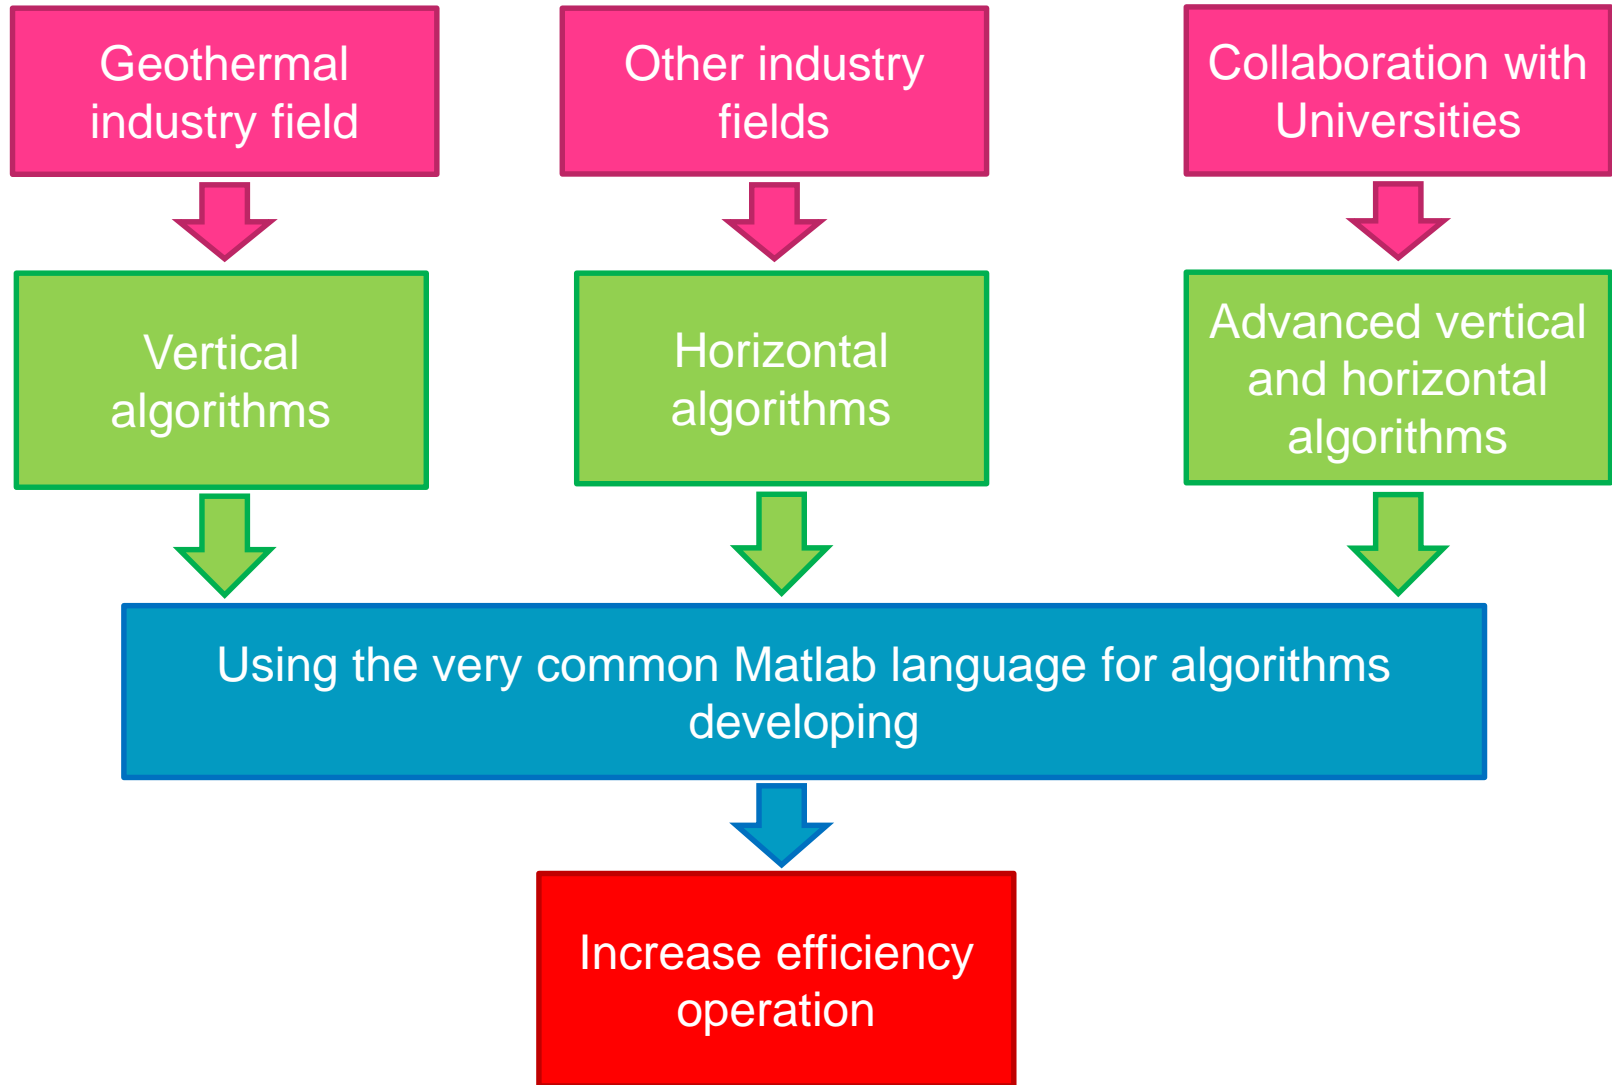 Geothermal
industry field
Other industry
fields
Collaboration with
Universities
Vertical
algorithms
Horizontal
algorithms
Advanced vertical
and horizontal
algorithms
Using the very common Matlab language for algorithms
developing
Increase efficiency
operation